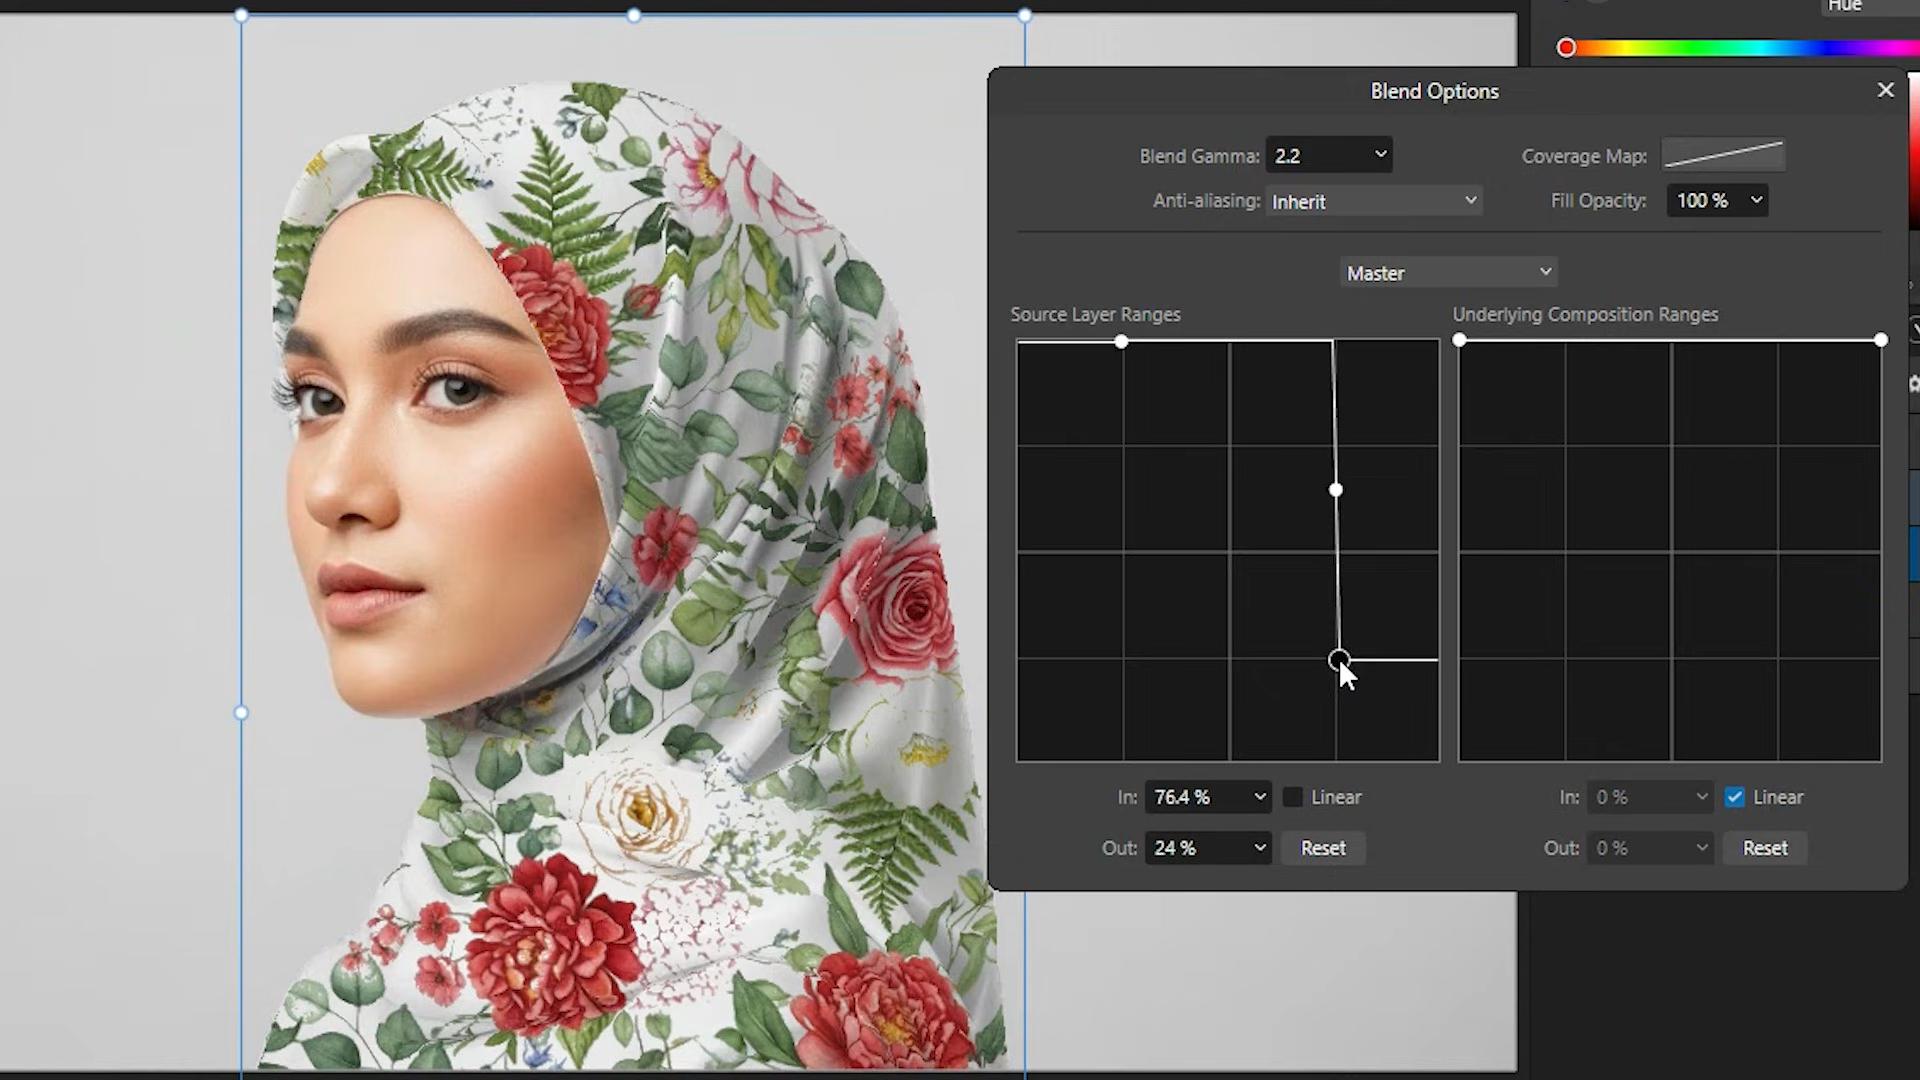 Hue
Blend Options
Blend Gamma: 2.2
Coverage Map:
Anti-aliasing: Inherit
Fill Opacity: 100 %
Master
Source Layer Ranges
Underlying Composition Ranges
In: 76.4 % Linear
In: 0 % Linear
Out: 24 % Reset
Out: 0 % Reset